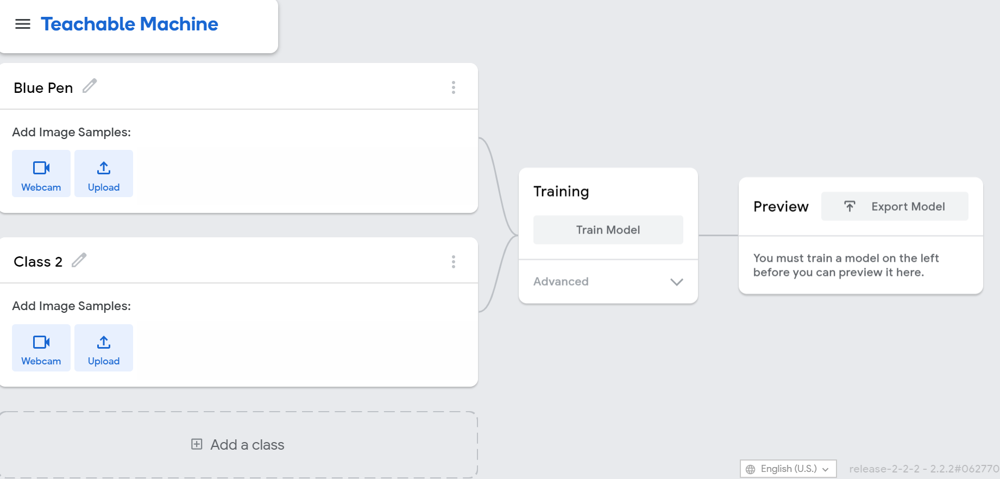 Teachable Machine
Blue Pen
Add Image Samples:
Webcam
Upload
Class 2
Add Image Samples:
Webcam
Upload
Add a class
Training
Train Model
Advanced
Preview
Export Model
You must train a model on the left
before you can preview it here.
English (U.S.)
release-2-2-2 - 2.2.2#062770